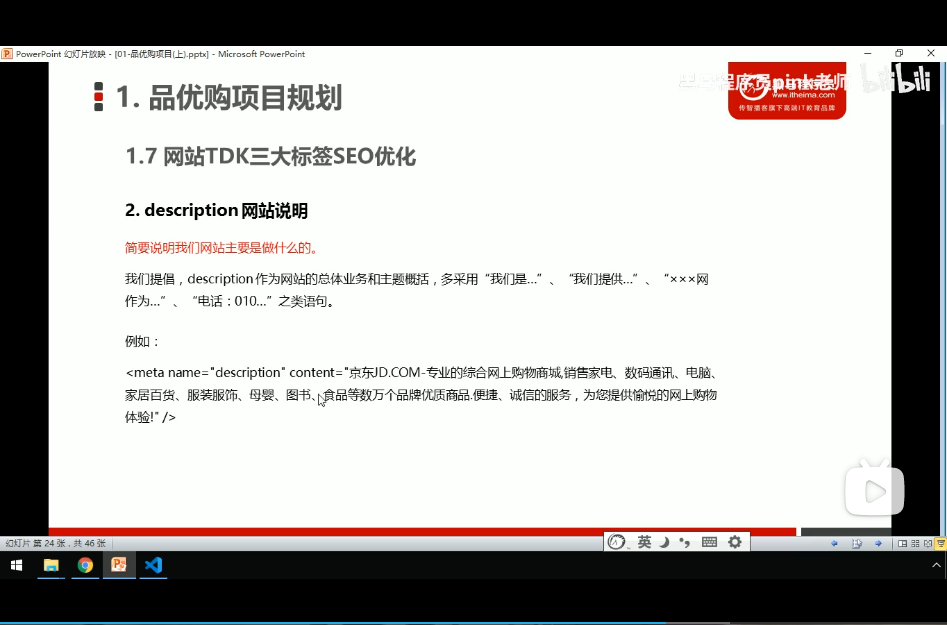 PowerPoint 幻灯片放映 - [01-品优购项目(上).pptx] - Microsoft PowerPoint
程序员pink老师 bilibili
1. 品优购项目规划
www.itheima.com
传智播客旗下高端IT教育品牌
1.7 网站TDK三大标签SEO优化
2. description 网站说明
简要说明我们网站主要是做什么的。
我们提倡，description 作为网站的总体业务和主题概括，多采用“我们是…”、“我们提供…”、“×××网
作为…”、“电话：010…”之类语句。
例如：
<meta name="description" content="京东JD.COM-专业的综合网上购物商城,销售家电、数码通讯、电脑、
家居百货、服装服饰、母婴、图书、食品等数万个品牌优质商品.便捷、诚信的服务，为您提供愉悦的网上购物
体验!" />
幻灯片 第 24 张，共 46 张
英